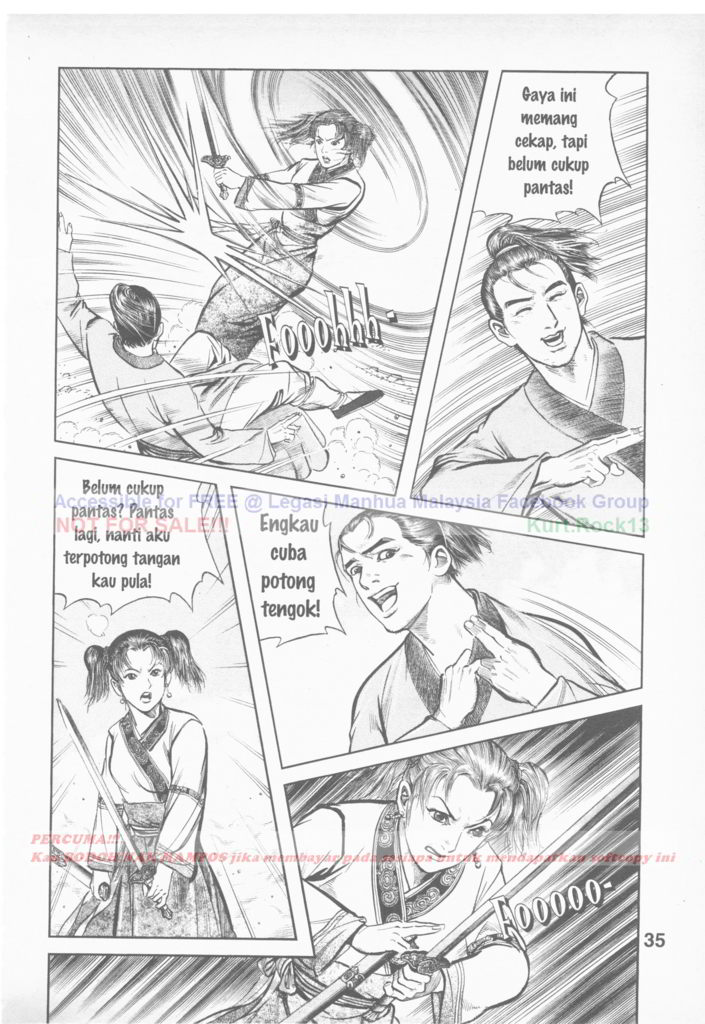 Gaya ini
memang
cekap, tapi
belum cukup
pantas!
Fooohhh-
Belum cukup
pantas? Pantas
lagi, nanti aku
terpotong tangan
kau pula!
Accessible for FREE @ Legasi Manhua Malaysia Facebook Group
NOT FOR SALE!!!
Kurt.Rock13
Engkau
cuba
potong
tengok!
PERCUMA!!!
Kau BODOH NAK MAMPOS jika membayar pada sesiapa untuk mendapatkan softcopy ini
Fooooo-
35